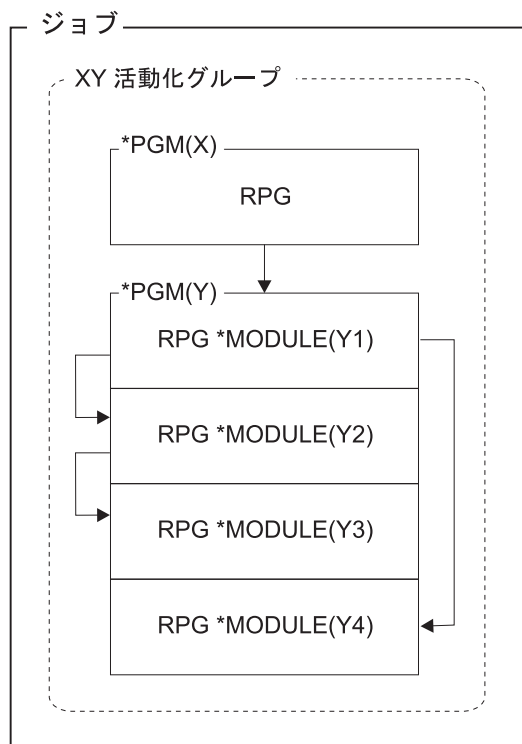 ジョブ
XY 活動化グループ
*PGM(X)
RPG
*PGM(Y)
RPG *MODULE(Y1)
RPG *MODULE(Y2)
RPG *MODULE(Y3)
RPG *MODULE(Y4)